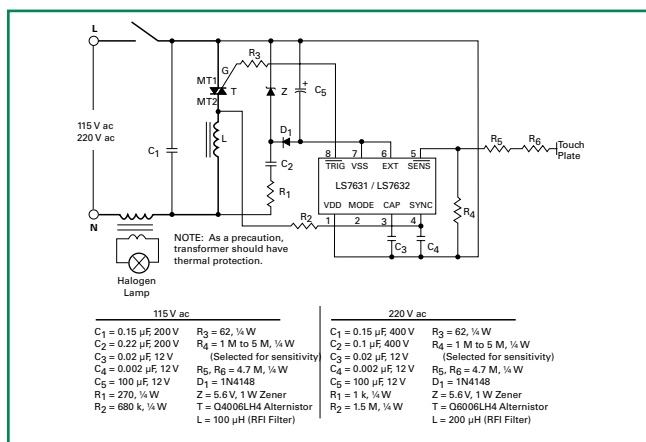 L
115 V ac
220 V ac
N
C1
MT1
G
T
MT2
R3
L
Z
+
C5
D1
C2
R1
R2
8 7 6 5
TRIG VSS EXT SENS
LS7631 / LS7632
VDD MODE CAP SYNC
1 2 3 4
C3
C4
R4
R5
R6
Touch
Plate
Halogen
Lamp
NOTE: As a precaution,
transformer should have
thermal protection.
115 V ac
C1 = 0.15 µF, 200 V
C2 = 0.22 µF, 200 V
C3 = 0.02 µF, 12 V
C4 = 0.002 µF, 12 V
C5 = 100 µF, 12 V
R1 = 270, ¼ W
R2 = 680 k, ¼ W
R3 = 62, ¼ W
R4 = 1 M to 5 M, ¼ W
(Selected for sensitivity)
R5, R6 = 4.7 M, ¼ W
D1 = 1N4148
Z = 5.6 V, 1 W Zener
T = Q4006LH4 Alternistor
L = 100 µH (RFI Filter)
220 V ac
C1 = 0.15 µF, 400 V
C2 = 0.1 µF, 400 V
C3 = 0.02 µF, 12 V
C4 = 0.002 µF, 12 V
C5 = 100 µF, 12 V
R1 = 1 k, ¼ W
R2 = 1.5 M, ¼ W
R3 = 62, ¼ W
R4 = 1 M to 5 M, ¼ W
(Selected for sensitivity)
R5, R6 = 4.7 M, ¼ W
D1 = 1N4148
Z = 5.6 V, 1 W Zener
T = Q6006LH4 Alternistor
L = 200 µH (RFI Filter)